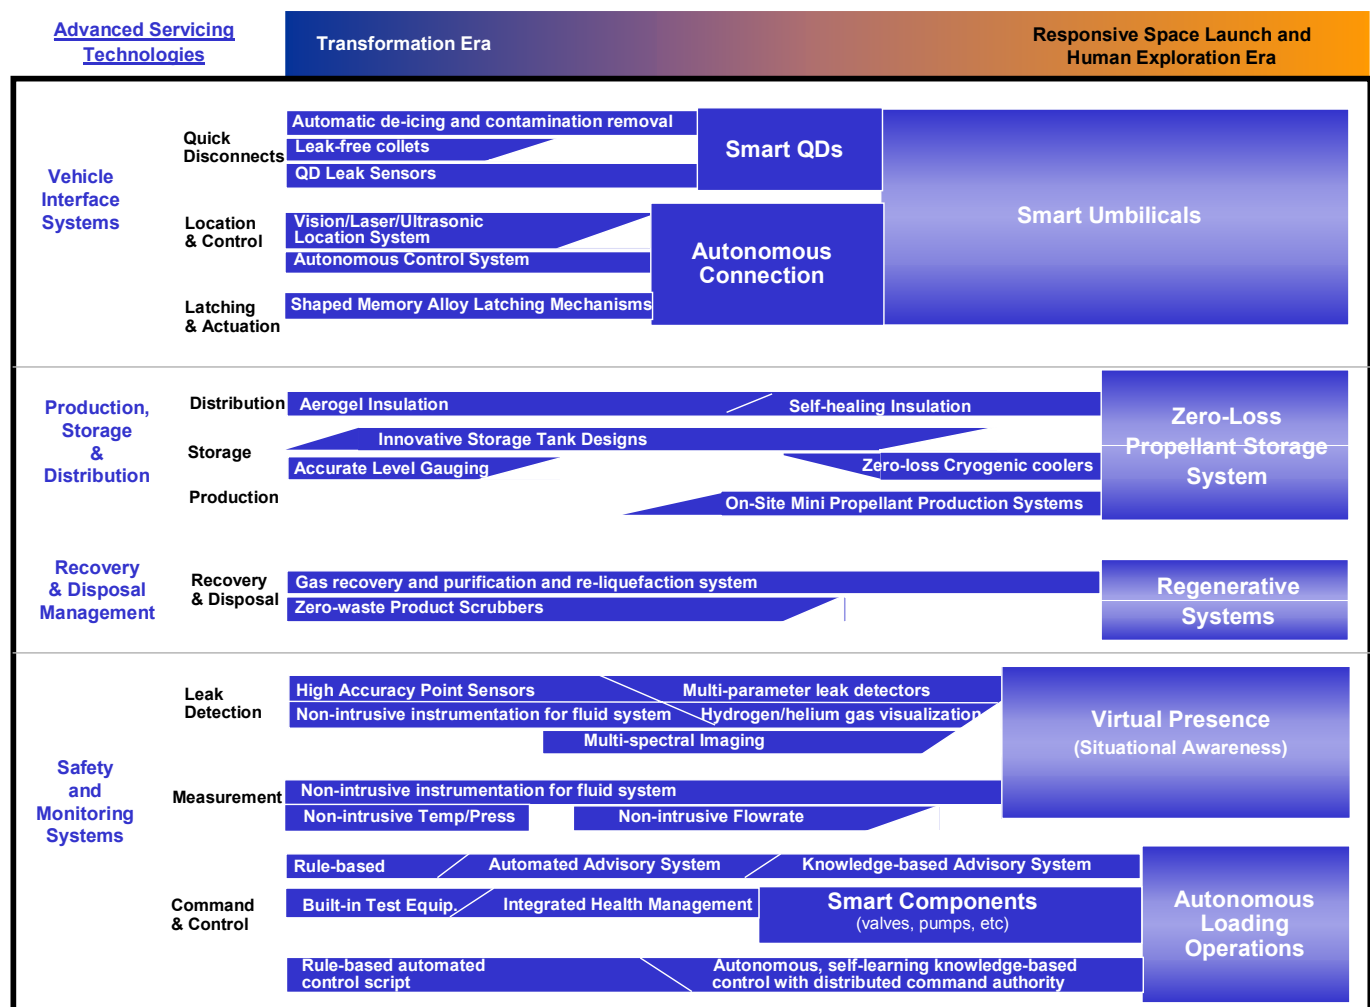 Advanced Servicing
Technologies
Transformation Era
Responsive Space Launch and
Human Exploration Era
Vehicle
Interface
Systems
Quick
Disconnects
Automatic de-icing and contamination removal
Leak-free collets
QD Leak Sensors
Smart QDs
Smart Umbilicals
Location
& Control
Vision/Laser/Ultrasonic
Location System
Autonomous Control System
Autonomous
Connection
Latching
& Actuation
Shaped Memory Alloy Latching Mechanisms
Production,
Storage
&
Distribution
Distribution
Aerogel Insulation
Self-healing Insulation
Storage
Innovative Storage Tank Designs
Accurate Level Gauging
Zero-loss Cryogenic coolers
Production
On-Site Mini Propellant Production Systems
Zero-Loss
Propellant Storage
System
Recovery
& Disposal
Management
Recovery
& Disposal
Gas recovery and purification and re-liquefaction system
Zero-waste Product Scrubbers
Regenerative
Systems
Safety
and
Monitoring
Systems
Leak
Detection
High Accuracy Point Sensors
Multi-parameter leak detectors
Non-intrusive instrumentation for fluid system
Hydrogen/helium gas visualization
Multi-spectral Imaging
Virtual Presence
(Situational Awareness)
Measurement
Non-intrusive instrumentation for fluid system
Non-intrusive Temp/Press
Non-intrusive Flowrate
Command
& Control
Rule-based
Automated Advisory System
Knowledge-based Advisory System
Built-in Test Equip.
Integrated Health Management
Smart Components
(valves, pumps, etc)
Rule-based automated
control script
Autonomous, self-learning knowledge-based
control with distributed command authority
Autonomous
Loading
Operations